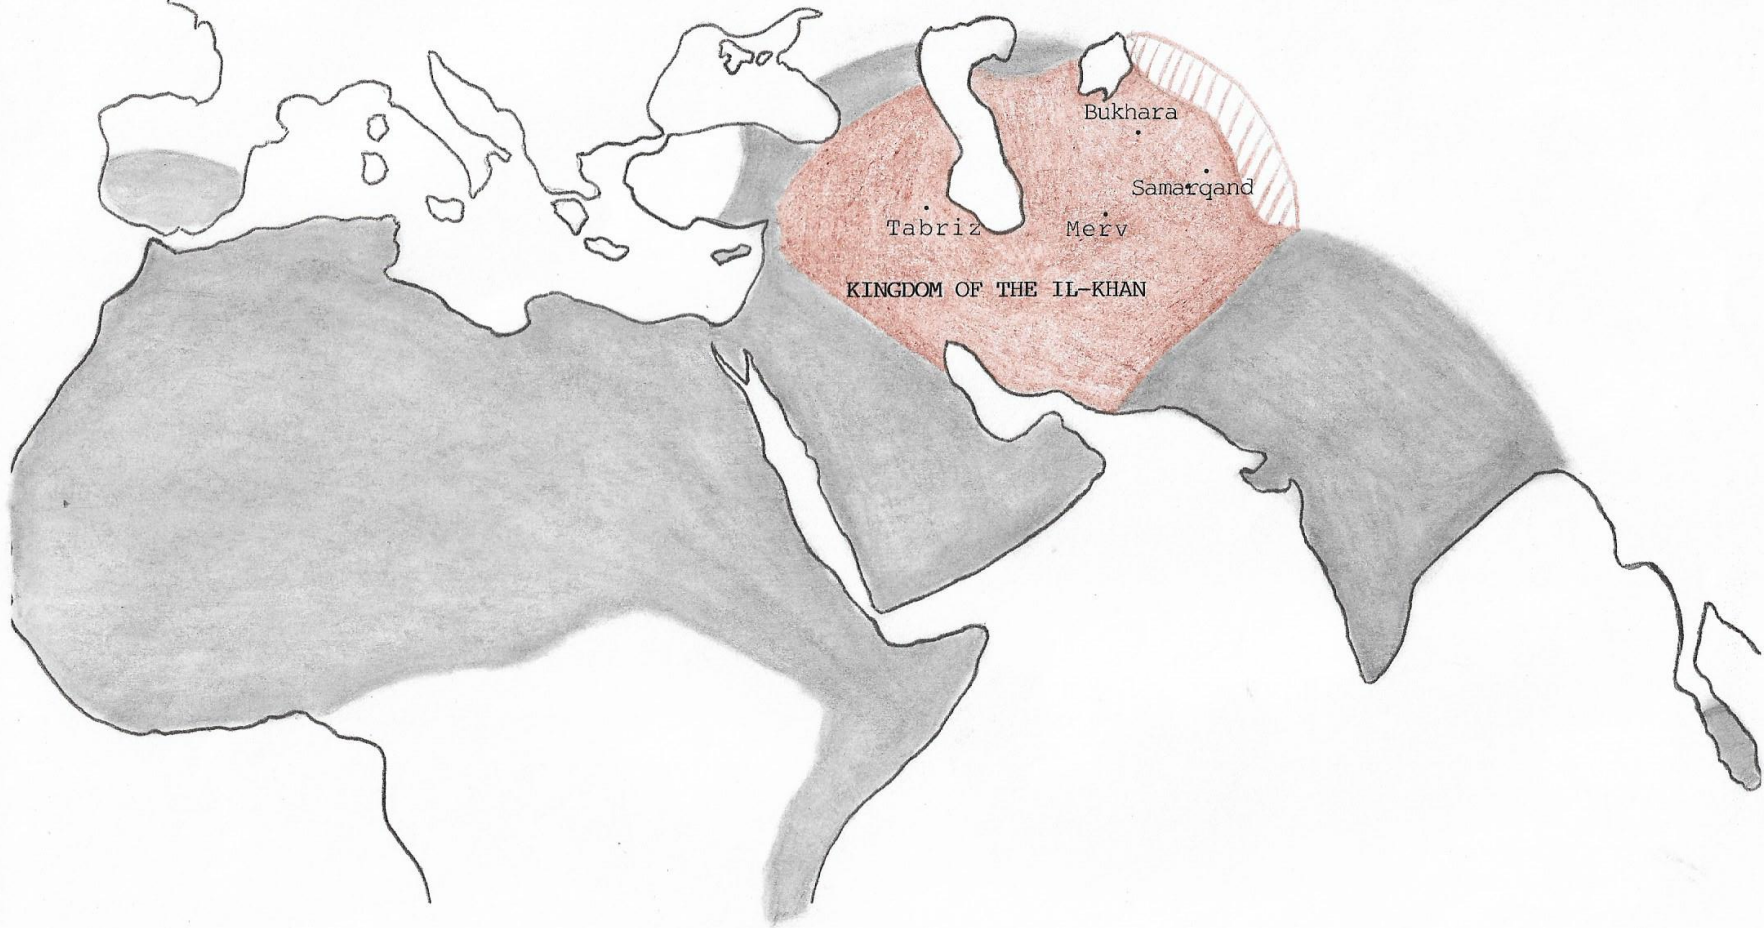 Bukhara
Samarqand
Tabriz
Merv
KINGDOM OF THE IL-KHAN